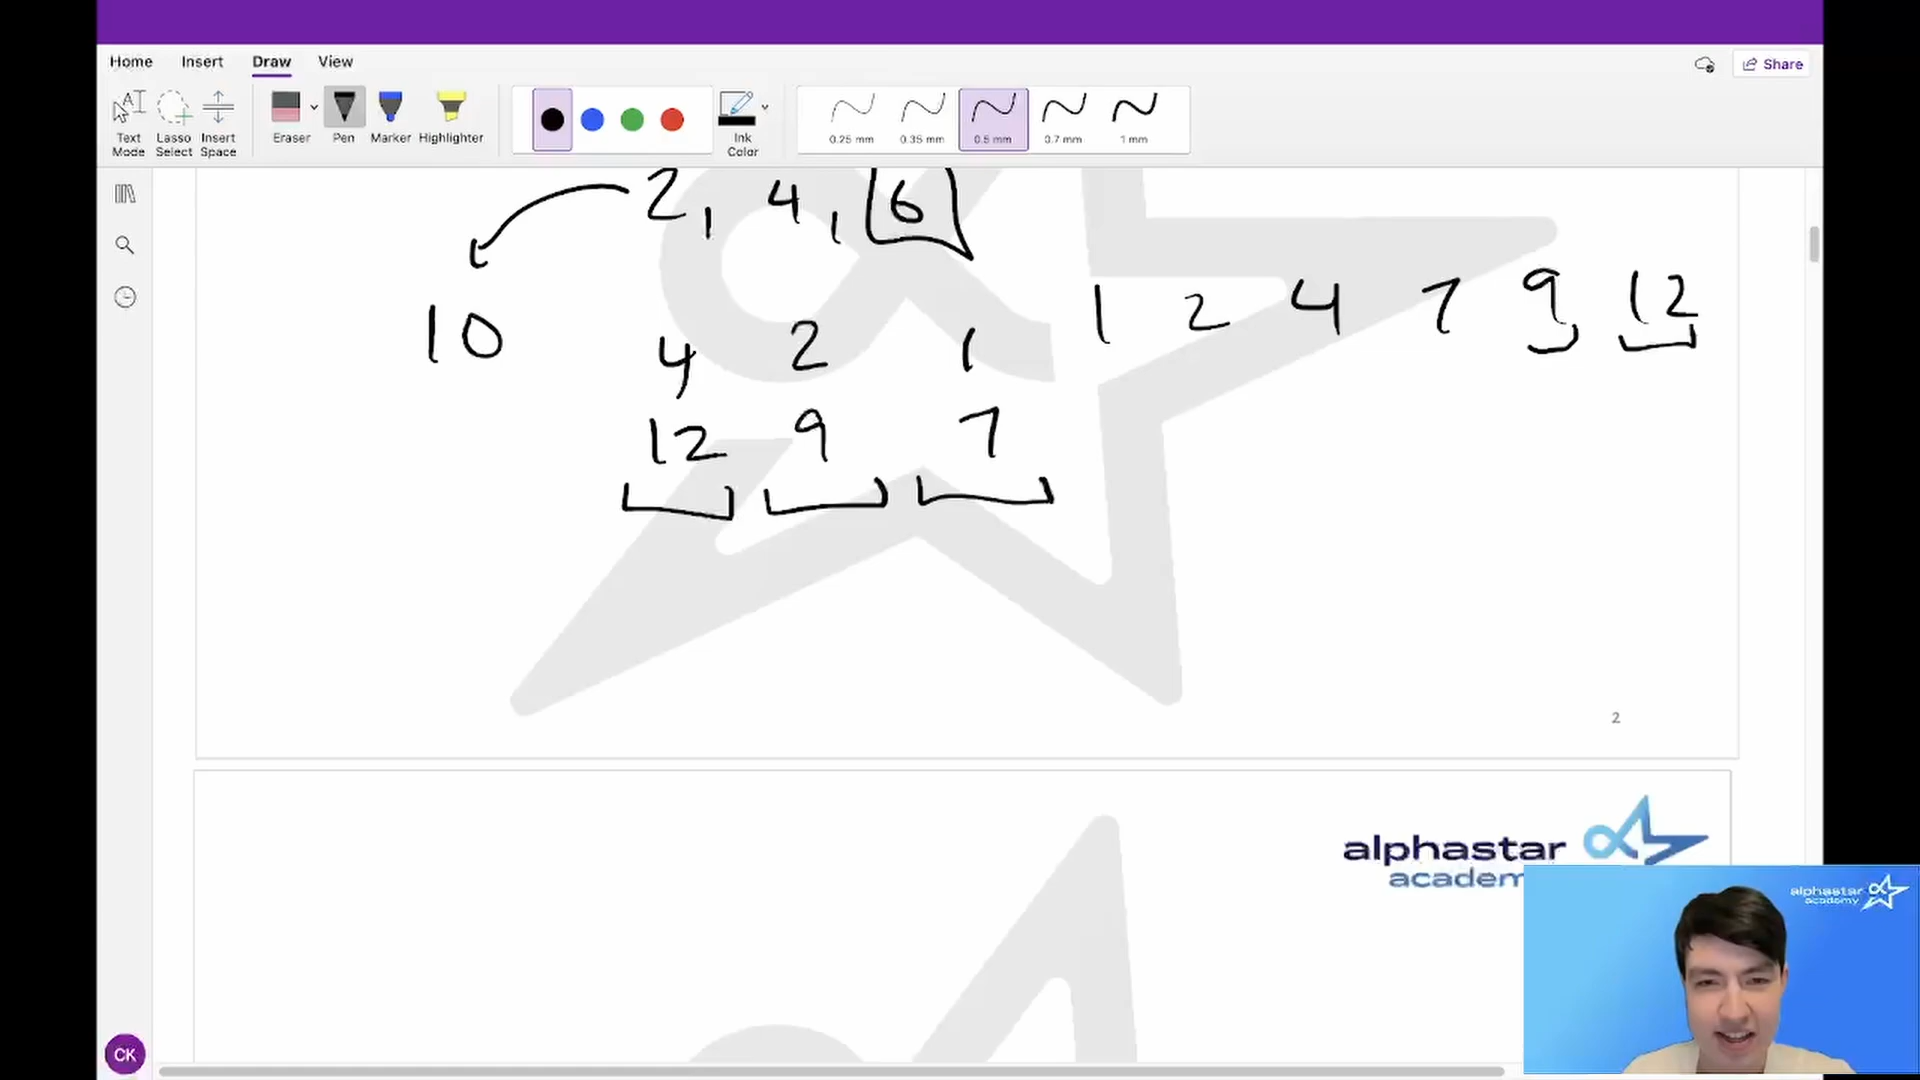 Home Insert Draw View
Share
Text Mode
Lasso Select
Insert Space
Eraser
Pen
Marker
Highlighter
Ink Color
0.25 mm
0.35 mm
0.5 mm
0.7 mm
1 mm
2, 4, 6
1 2 4 7 9 12
10
4 2 1
12 9 7
2
alphastar
academ
alphastar
academy
CK